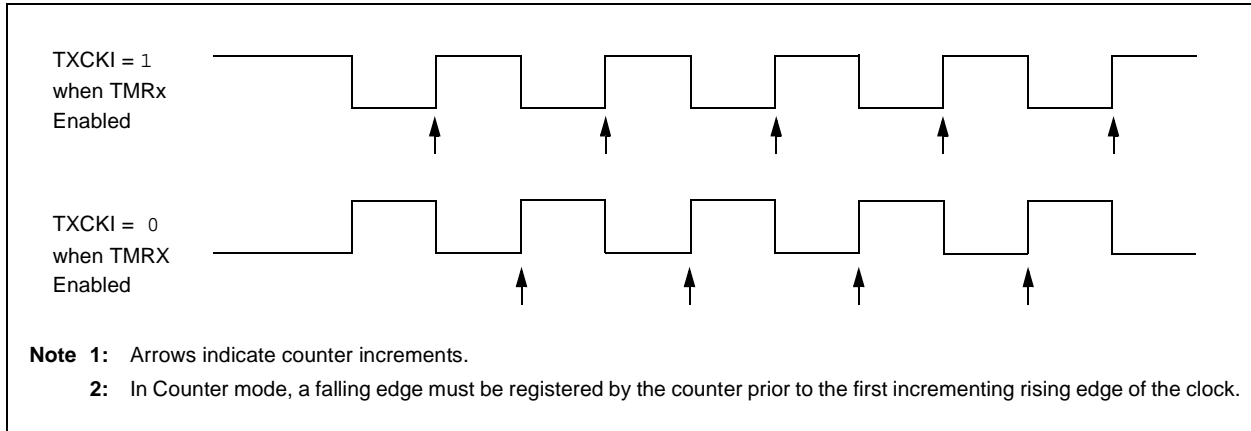 TXCKI = 1
when TMRx
Enabled
TXCKI = 0
when TMRX
Enabled
Note 1: Arrows indicate counter increments.
2: In Counter mode, a falling edge must be registered by the counter prior to the first incrementing rising edge of the clock.